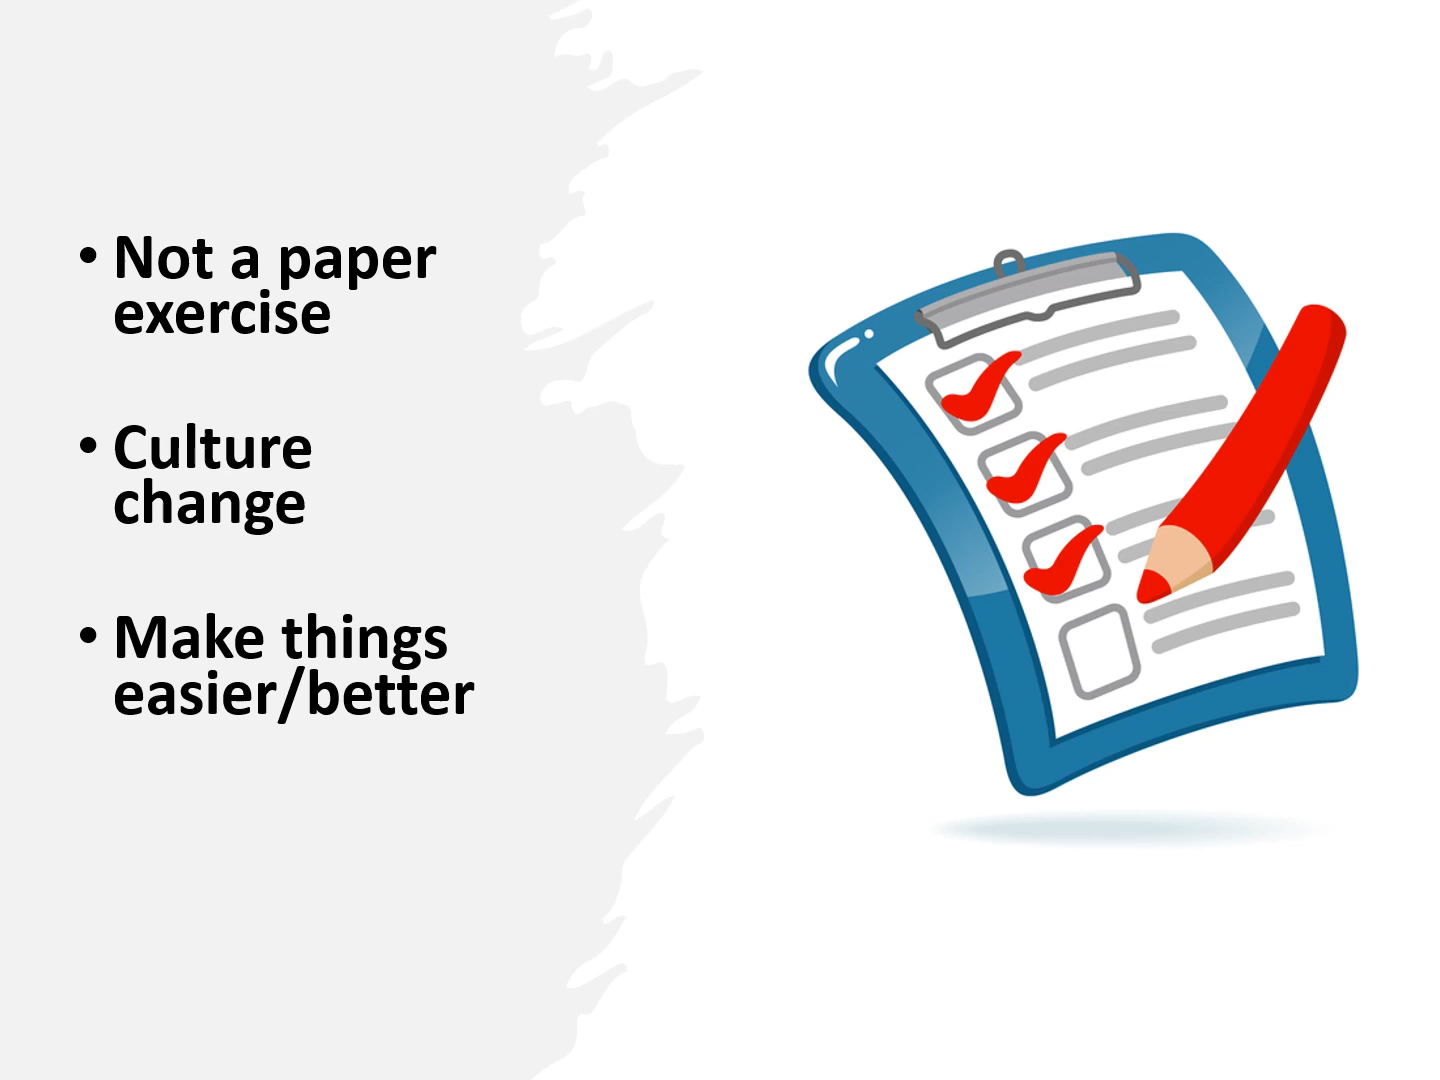 • Not a paper
exercise
• Culture
change
• Make things
easier/better